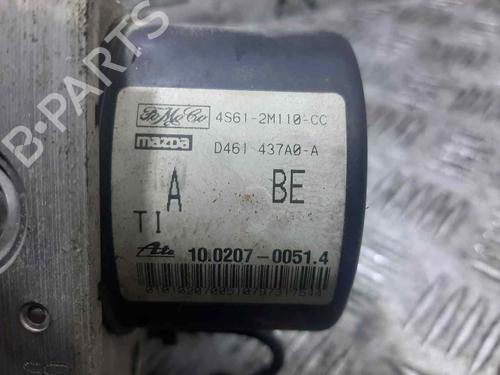 B-PARTS
FoMoCo 4S61-2M110-CC
mazda D461 437A0-A
A BE
TI
Ate 10.0207-0051.4